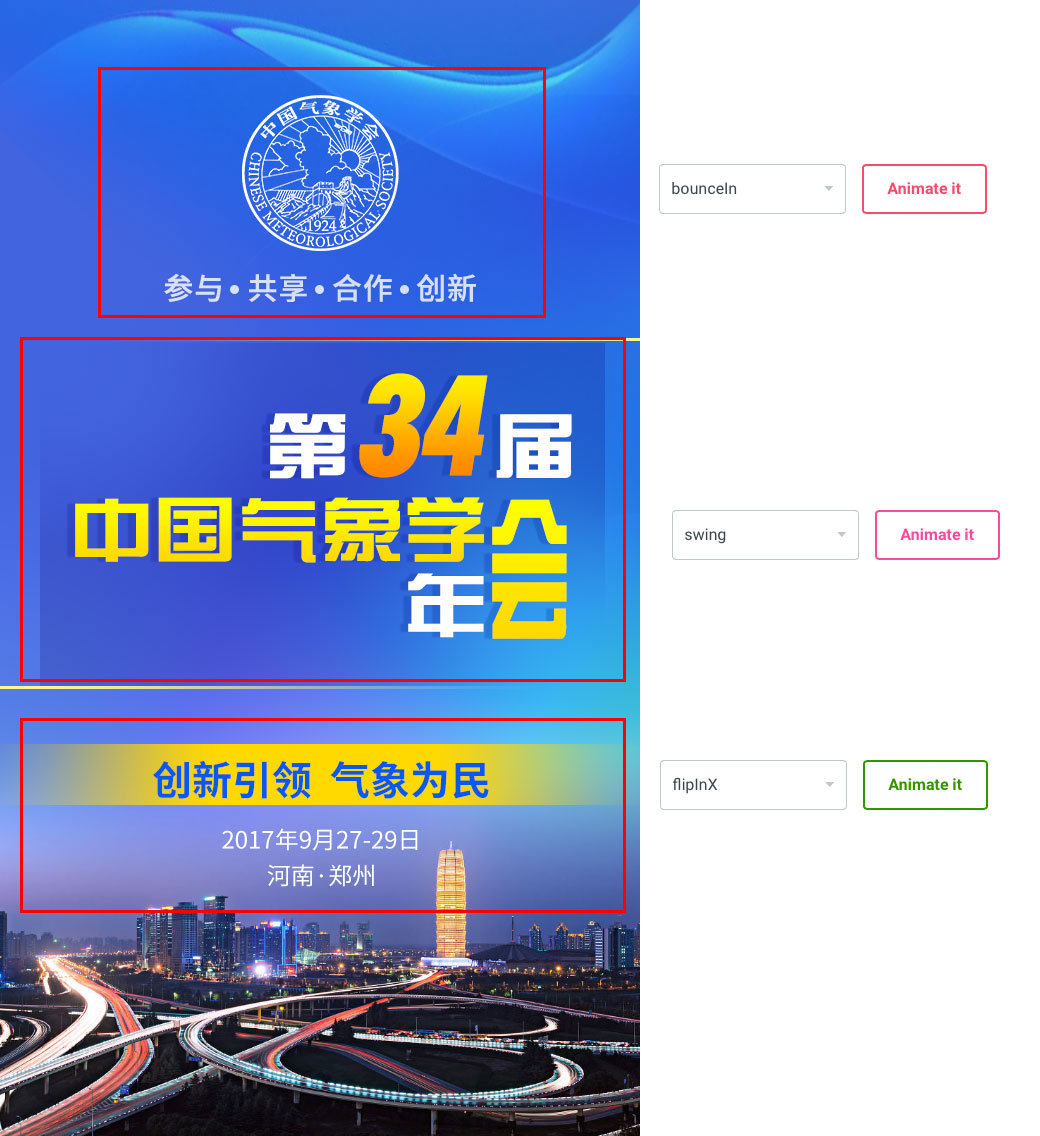 中国气象学会
CHINESE METEOROLOGICAL SOCIETY
1924
参与•共享•合作•创新
bounceIn
Animate it
第34届
中国气象学会
年
swing
Animate it
创新引领 气象为民
2017年9月27-29日
河南·郑州
flipInX
Animate it